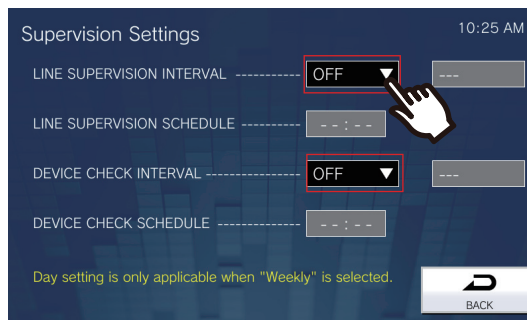 Supervision Settings 10:25 AM
LINE SUPERVISION INTERVAL ---------- OFF ▼ ---
LINE SUPERVISION SCHEDULE --------- - - : - -
DEVICE CHECK INTERVAL --------------- OFF ▼ ---
DEVICE CHECK SCHEDULE ------------- - - : - -
Day setting is only applicable when "Weekly" is selected.
BACK